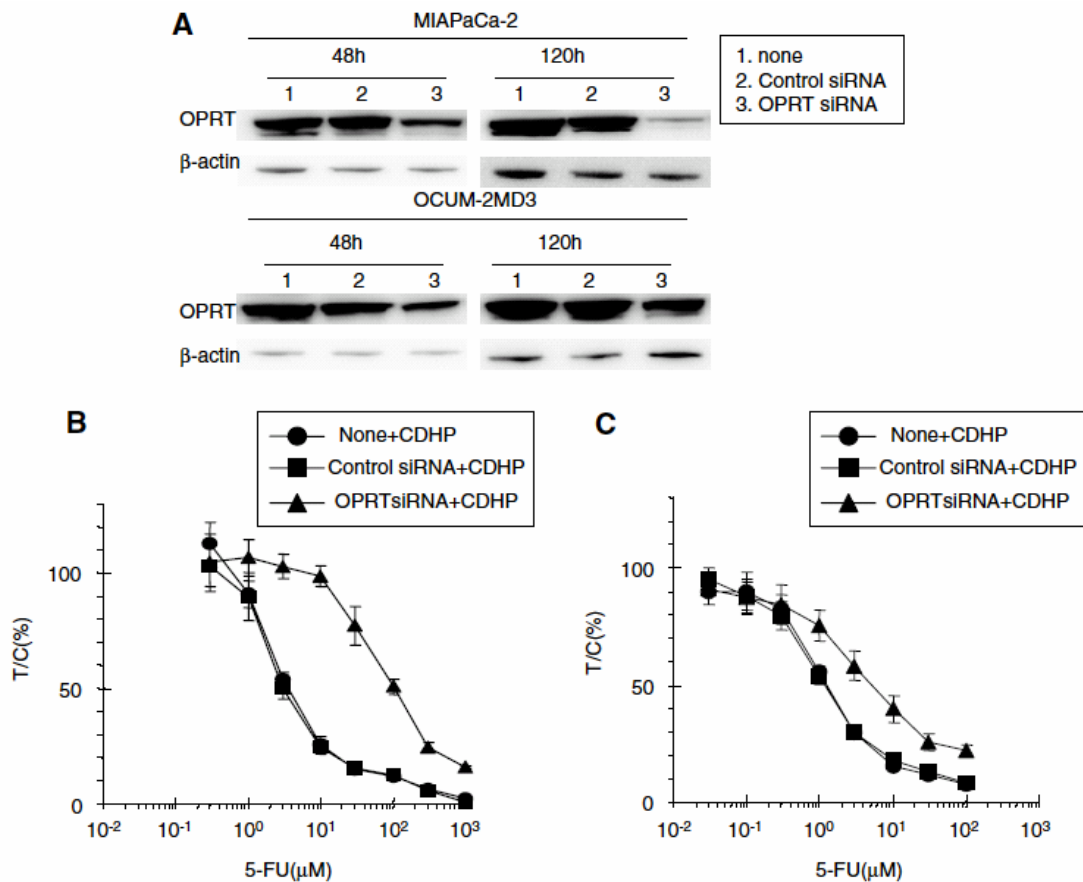 A
MIAPaCa-2
48h 120h
1 2 3 1 2 3
OPRT
β-actin
1. none
2. Control siRNA
3. OPRT siRNA
OCUM-2MD3
48h 120h
1 2 3 1 2 3
OPRT
β-actin
B
None+CDHP
Control siRNA+CDHP
OPRTsiRNA+CDHP
T/C(%)
100
50
0
10⁻² 10⁻¹ 10⁰ 10¹ 10² 10³
5-FU(μM)
C
None+CDHP
Control siRNA+CDHP
OPRTsiRNA+CDHP
T/C(%)
100
50
0
10⁻² 10⁻¹ 10⁰ 10¹ 10² 10³
5-FU(μM)